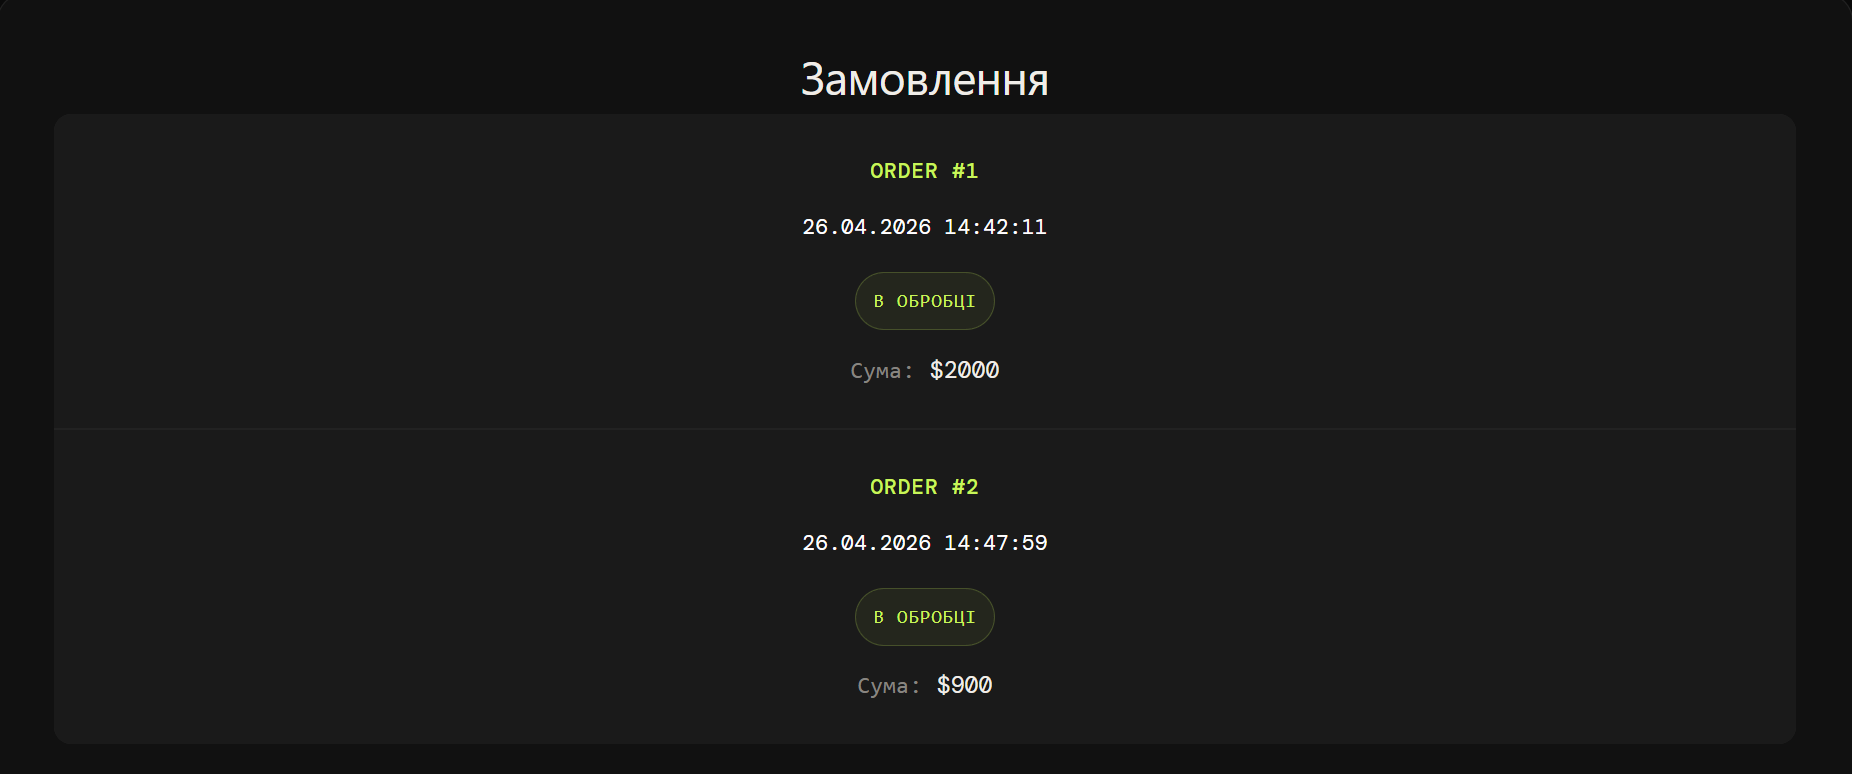 Замовлення
ORDER #1
26.04.2026 14:42:11
В ОБРОБЦІ
Сума: $2000
ORDER #2
26.04.2026 14:47:59
В ОБРОБЦІ
Сума: $900